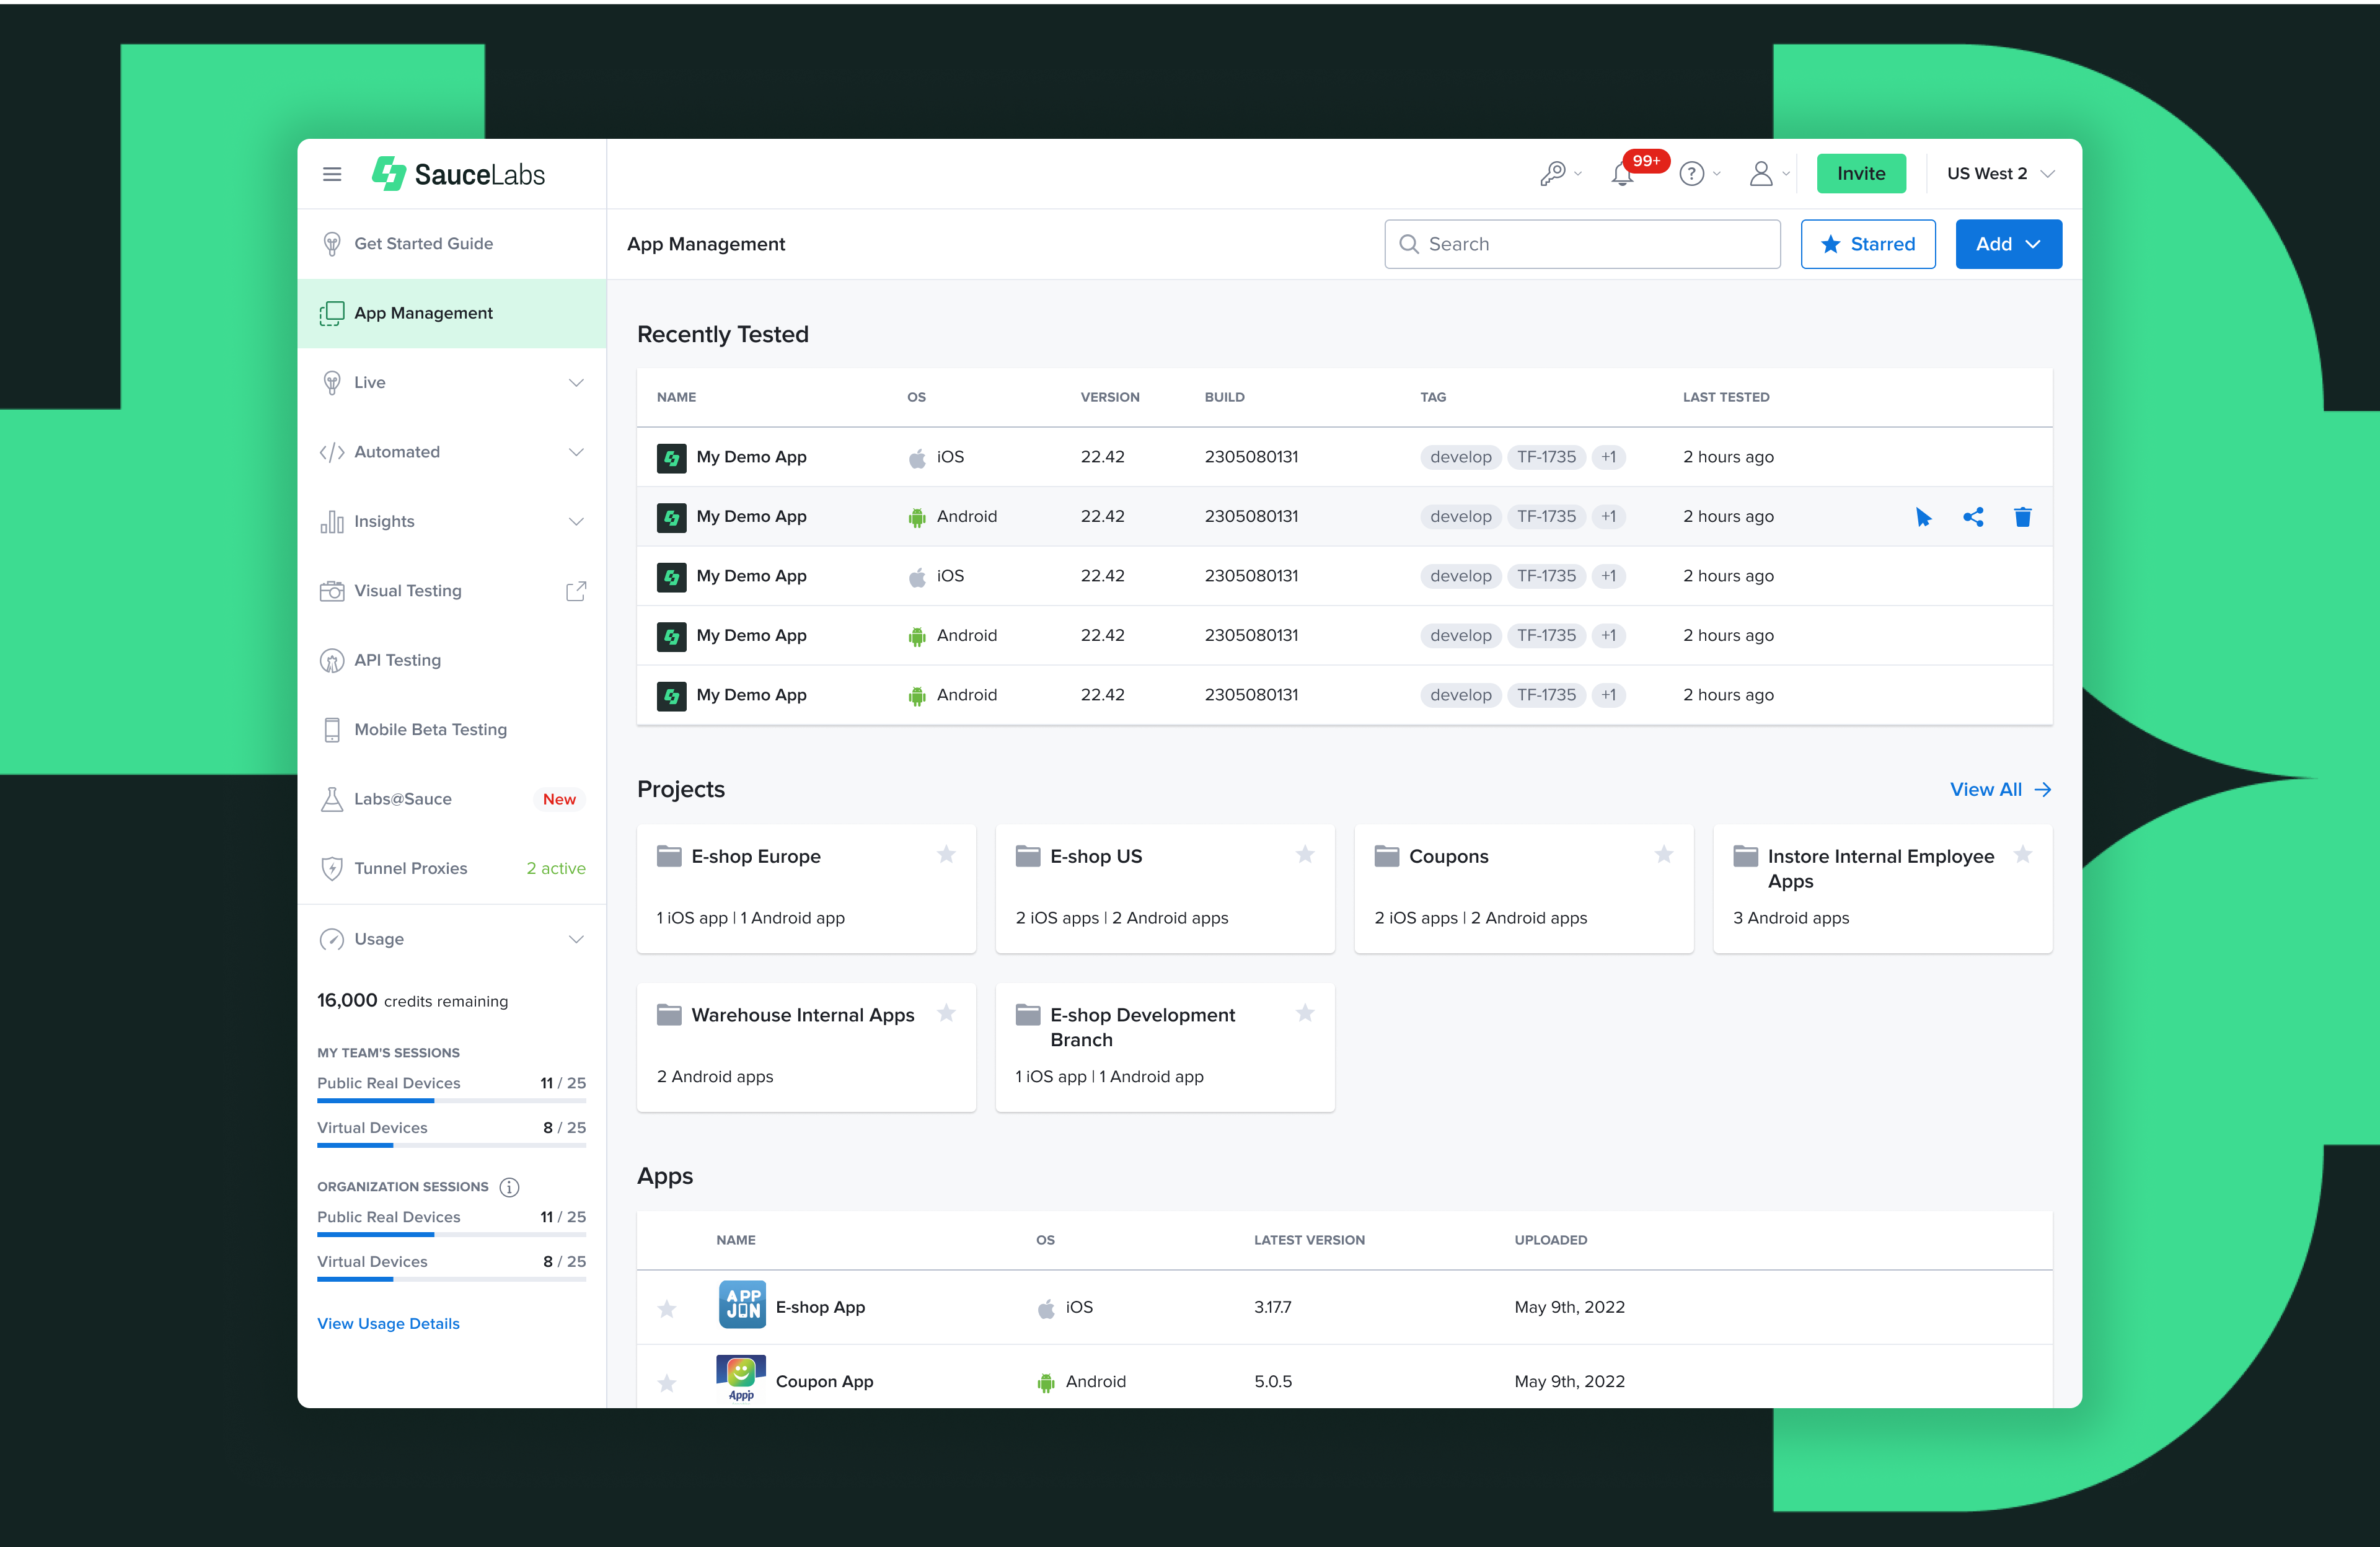 SauceLabs
99+
Invite
US West 2
Get Started Guide
App Management
Live
Automated
Insights
Visual Testing
API Testing
Mobile Beta Testing
Labs@Sauce New
Tunnel Proxies 2 active
Usage
16,000 credits remaining
MY TEAM'S SESSIONS
Public Real Devices 11 / 25
Virtual Devices 8 / 25
ORGANIZATION SESSIONS
Public Real Devices 11 / 25
Virtual Devices 8 / 25
View Usage Details
App Management
Search
Starred
Add
Recently Tested
NAME OS VERSION BUILD TAG LAST TESTED
My Demo App iOS 22.42 2305080131 develop TF-1735 +1 2 hours ago
My Demo App Android 22.42 2305080131 develop TF-1735 +1 2 hours ago
My Demo App iOS 22.42 2305080131 develop TF-1735 +1 2 hours ago
My Demo App Android 22.42 2305080131 develop TF-1735 +1 2 hours ago
My Demo App Android 22.42 2305080131 develop TF-1735 +1 2 hours ago
Projects
View All
E-shop Europe
1 iOS app | 1 Android app
E-shop US
2 iOS apps | 2 Android apps
Coupons
2 iOS apps | 2 Android apps
Instore Internal Employee
Apps
3 Android apps
Warehouse Internal Apps
2 Android apps
E-shop Development
Branch
1 iOS app | 1 Android app
Apps
NAME OS LATEST VERSION UPLOADED
APP
JON
E-shop App iOS 3.17.7 May 9th, 2022
Appp
Coupon App Android 5.0.5 May 9th, 2022